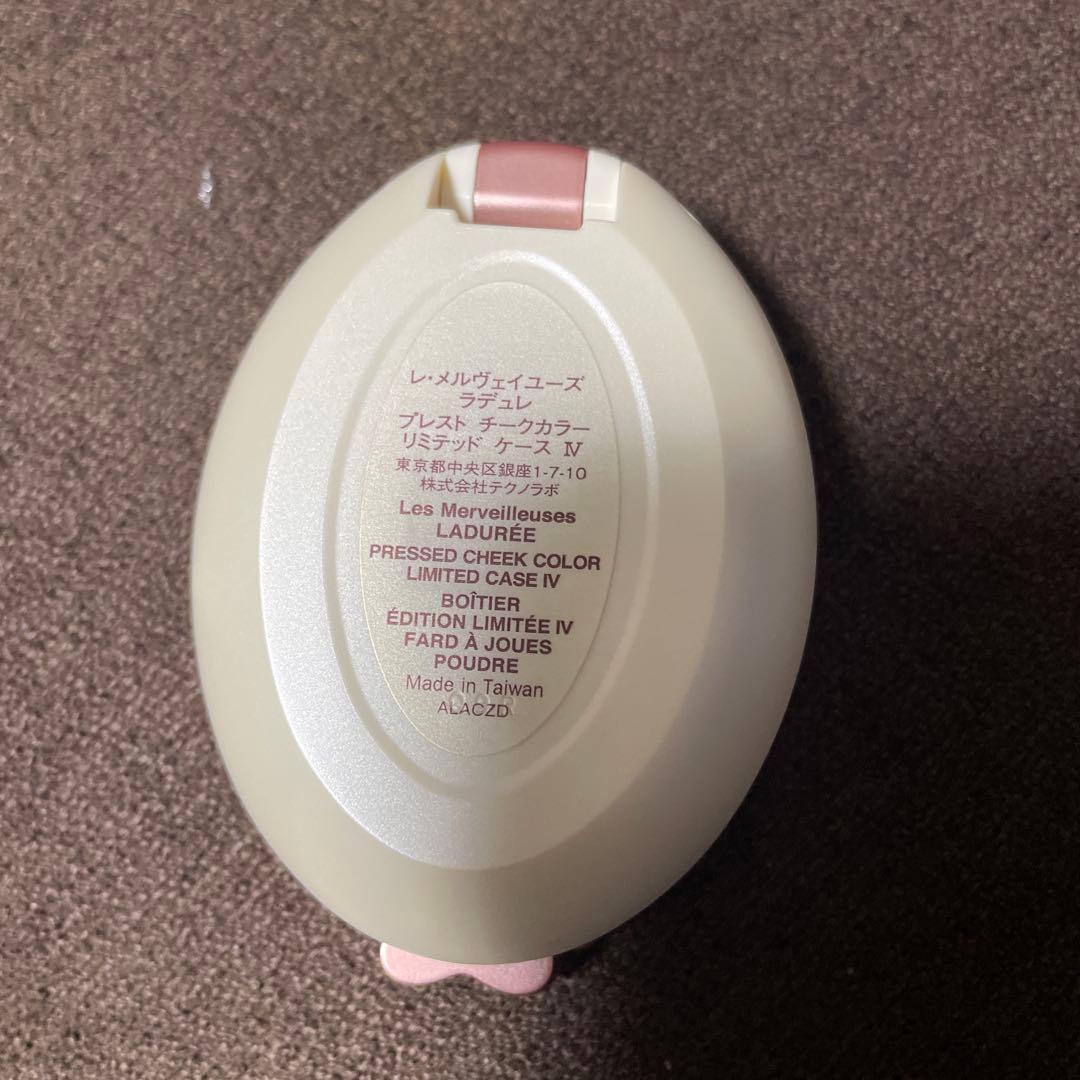 レ・メルヴェイユーズ
ラデュレ
プレスト チークカラー
リミテッド ケース Ⅳ
東京都中央区銀座1-7-10
株式会社テクノラボ
Les Merveilleuses
LADURÉE
PRESSED CHEEK COLOR
LIMITED CASE Ⅳ
BOÎTIER
ÉDITION LIMITÉE Ⅳ
FARD À JOUES
POUDRE
Made in Taiwan
ALACZD